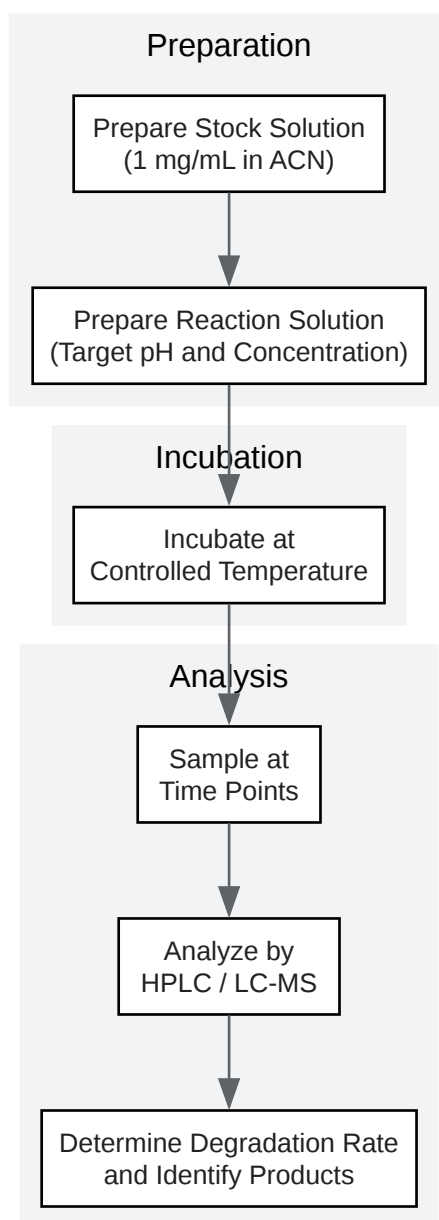 Preparation
Prepare Stock Solution
(1 mg/mL in ACN)
Prepare Reaction Solution
(Target pH and Concentration)
Incubation
Incubate at
Controlled Temperature
Analysis
Sample at
Time Points
Analyze by
HPLC / LC-MS
Determine Degradation Rate
and Identify Products